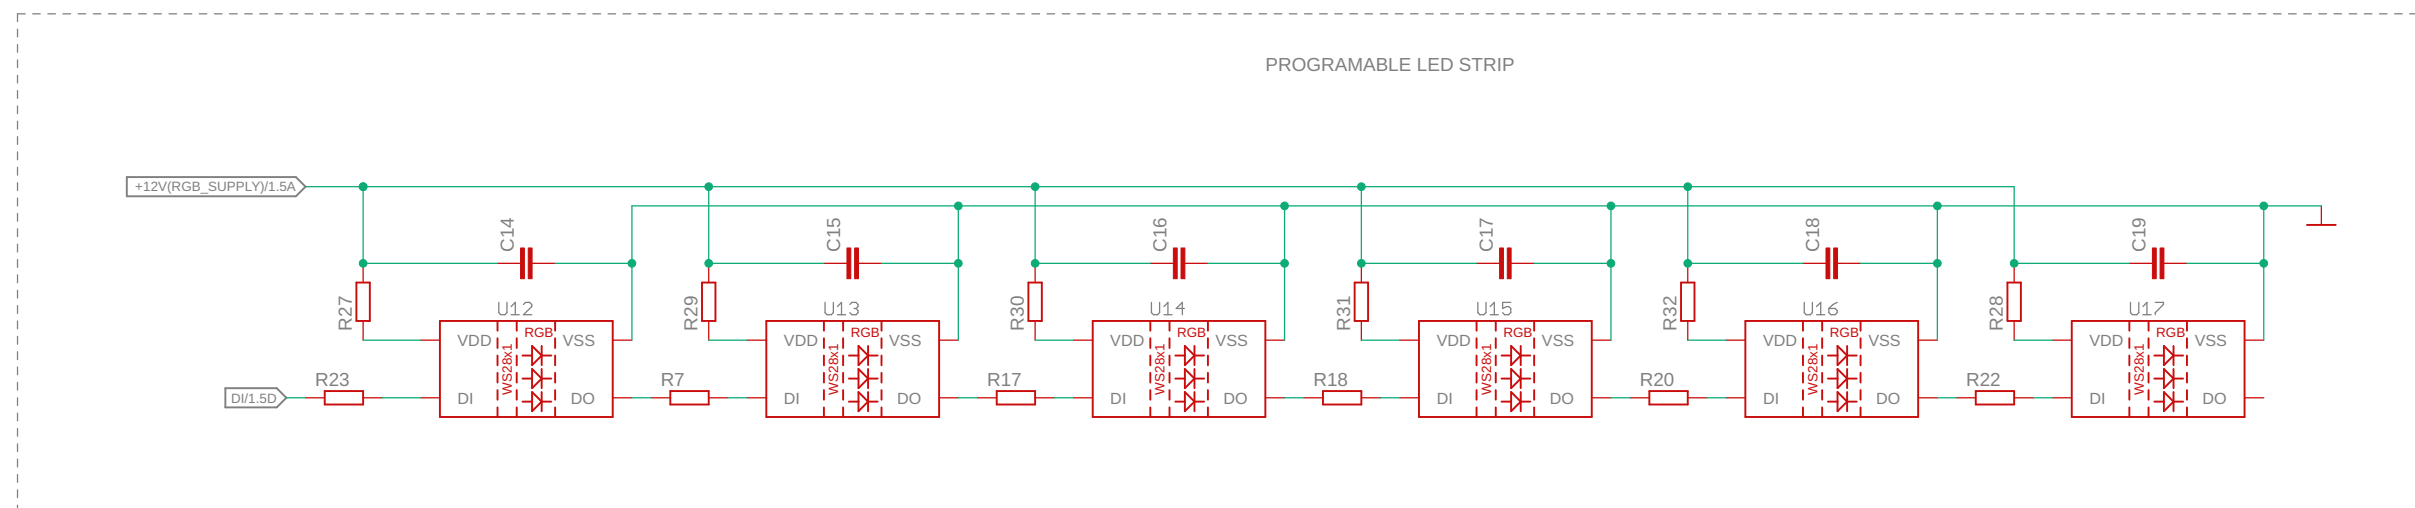 PROGRAMABLE LED STRIP
+12V(RGB_SUPPLY)/1.5A
C14 C15 C16 C17 C18 C19
R27 R29 R30 R31 R32 R28
U12 U13 U14 U15 U16 U17
RGB RGB RGB RGB RGB RGB
VDD VSS VDD VSS VDD VSS VDD VSS VDD VSS VDD VSS
WS28x1 WS28x1 WS28x1 WS28x1 WS28x1 WS28x1
R23 R7 R17 R18 R20 R22
DI/1.5D DI DO DI DO DI DO DI DO DI DO DI DO